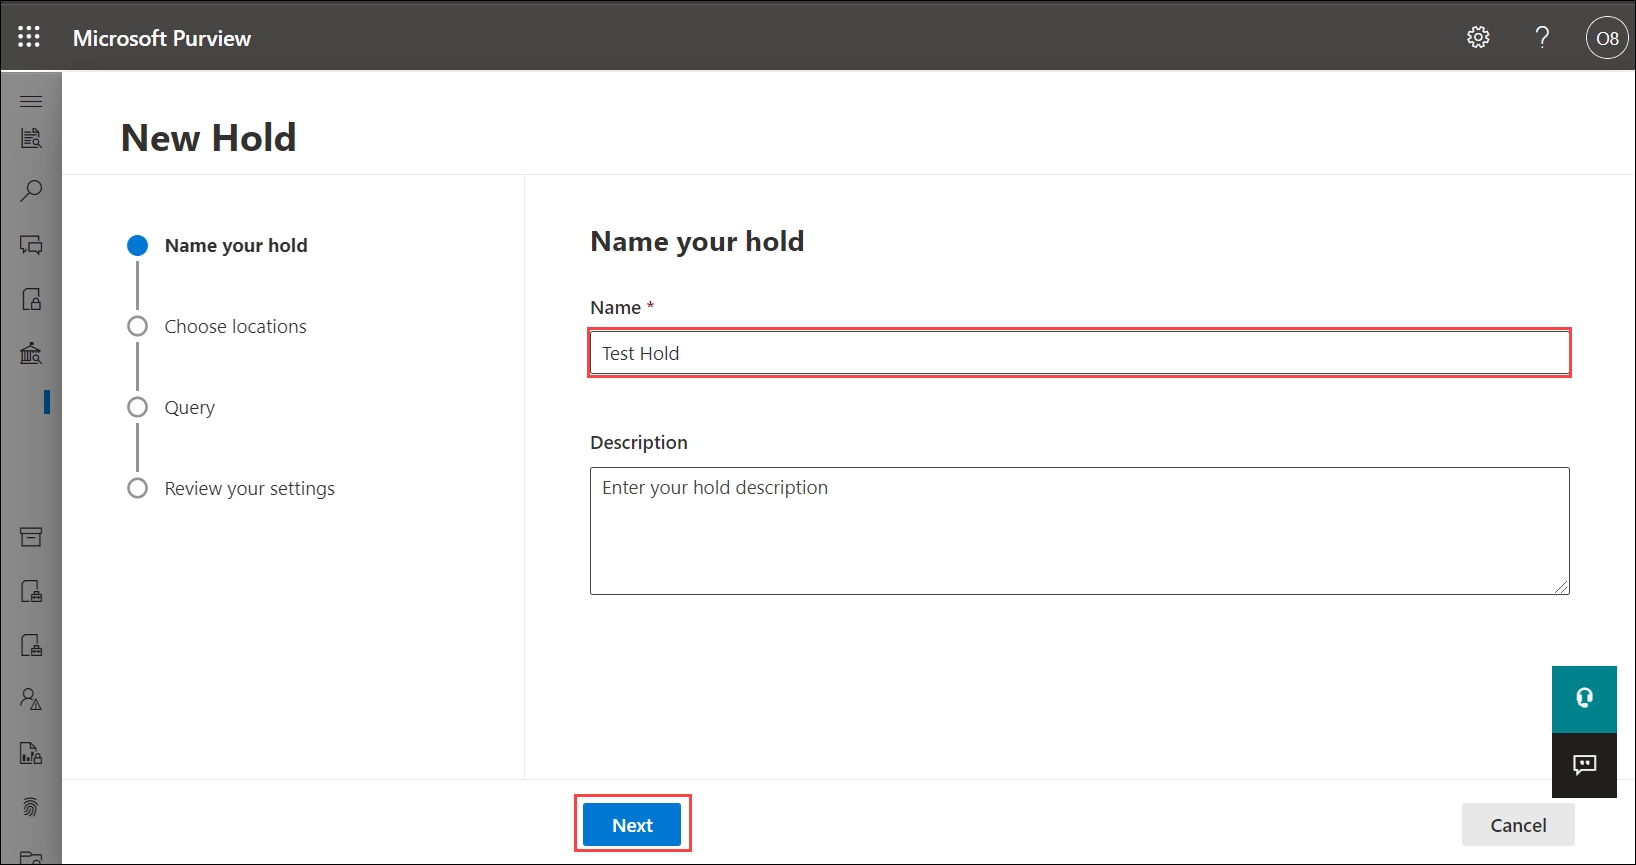 Microsoft Purview
?
O8
New Hold
Name your hold
Choose locations
Query
Review your settings
Name your hold
Name *
Test Hold
Description
Enter your hold description
Next
Cancel